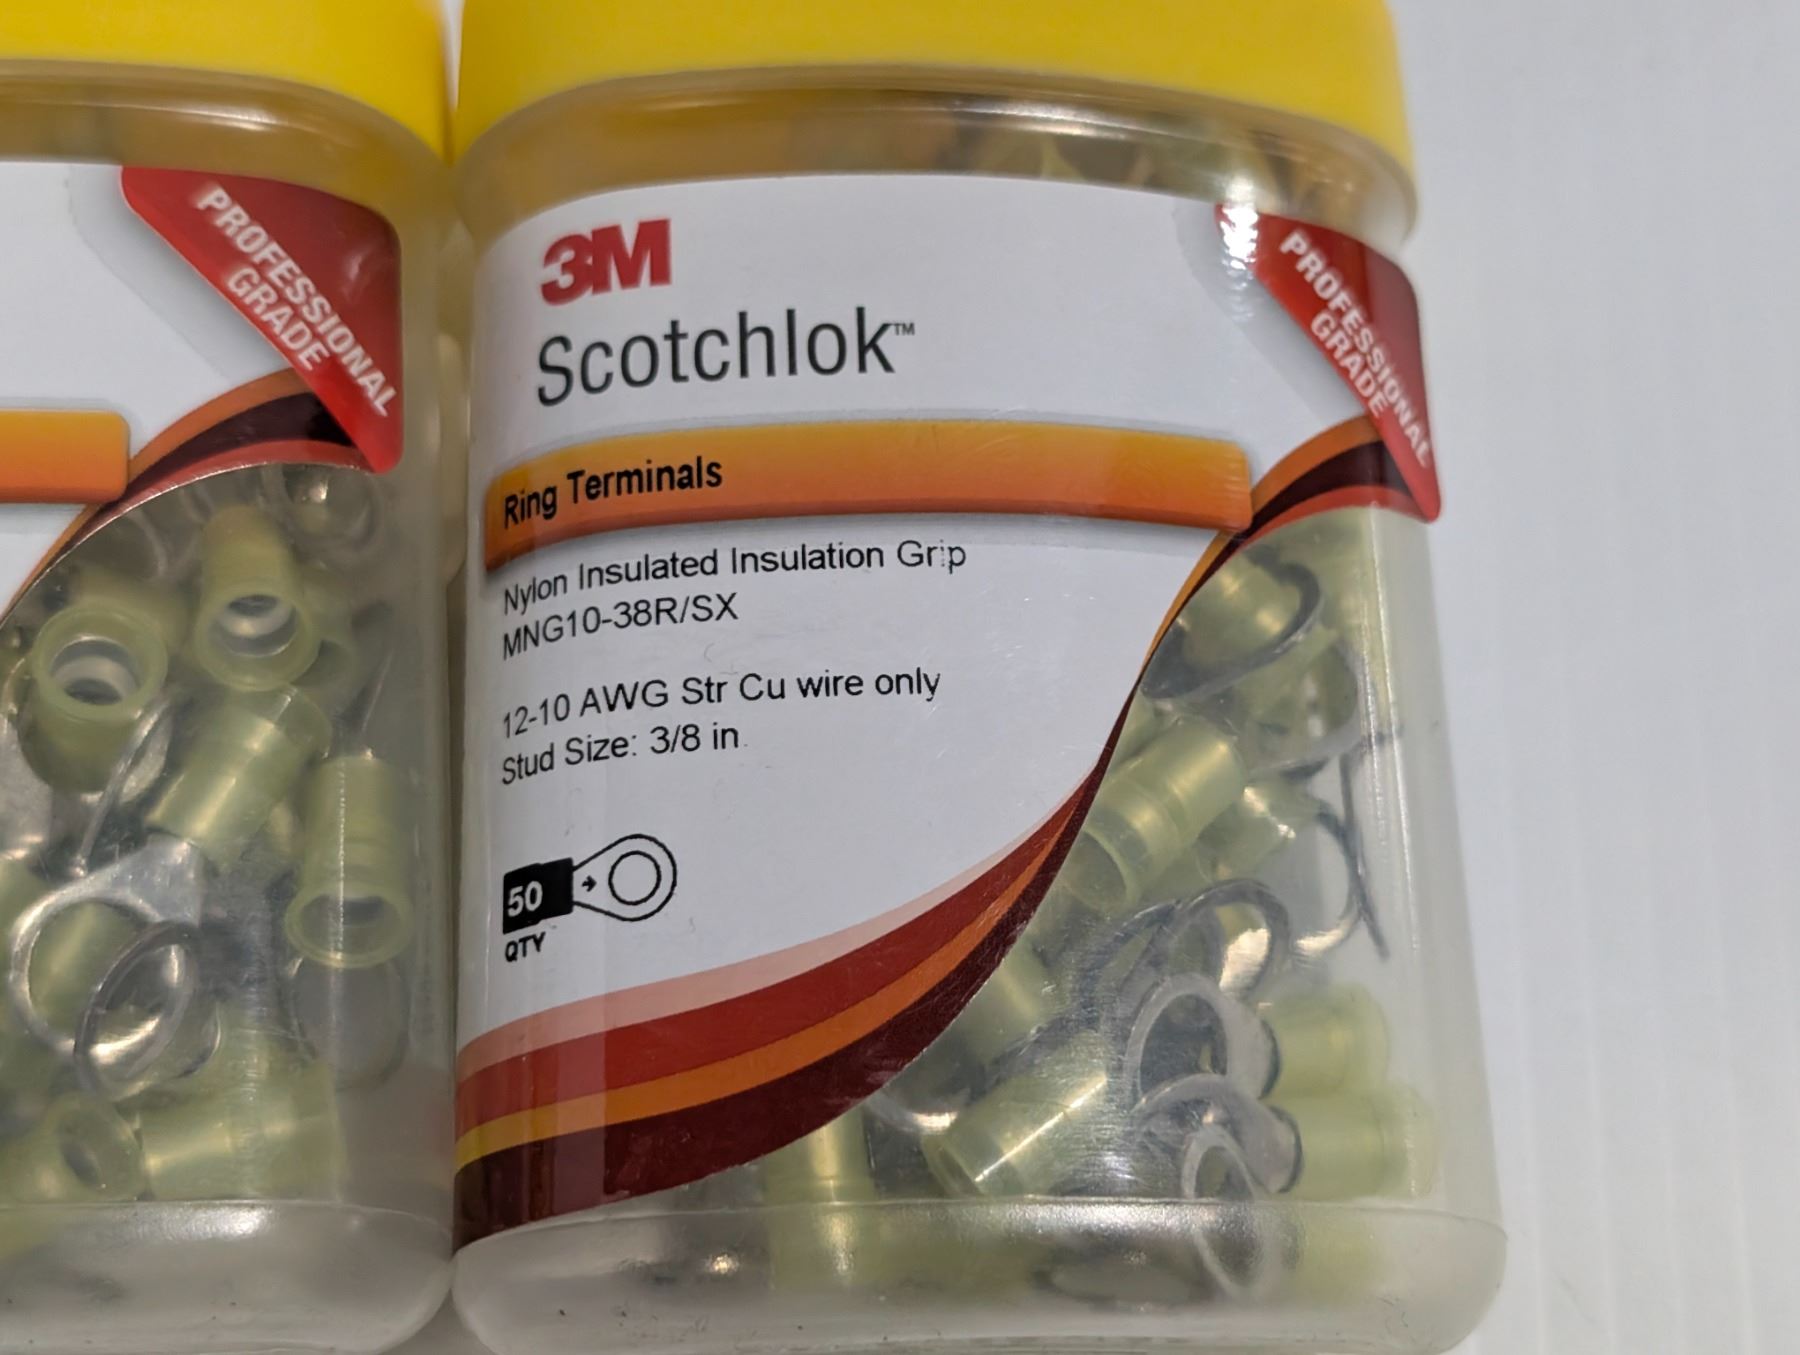 PROFESSIONAL
GRADE
3M
Scotchlok™
PROFESSIONAL
GRADE
Ring Terminals
Nylon Insulated Insulation Grip
MNG10-38R/SX
12-10 AWG Str Cu wire only
Stud Size: 3/8 in.
50
QTY